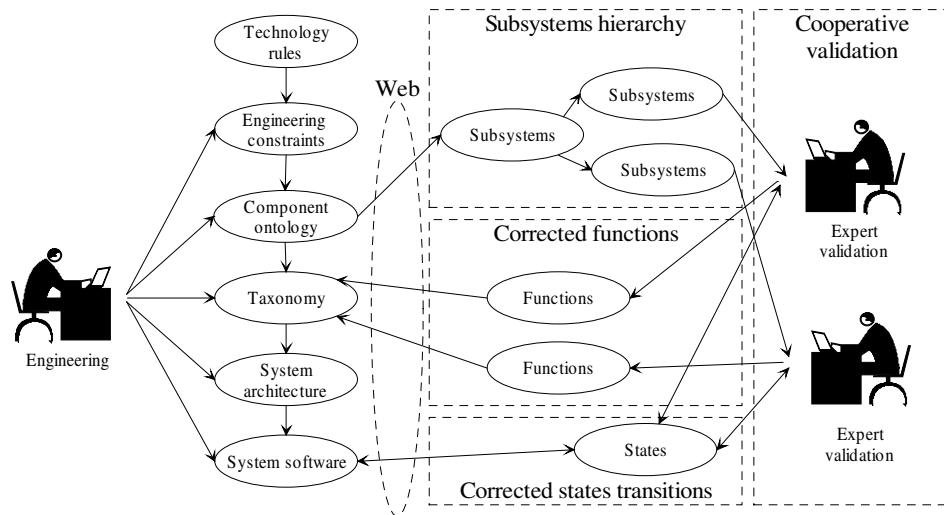 Technology
rules
Engineering
constraints
Component
ontology
Taxonomy
System
architecture
System software
Engineering
Web
Subsystems hierarchy
Subsystems
Subsystems
Subsystems
Corrected functions
Functions
Functions
States
Corrected states transitions
Cooperative
validation
Expert
validation
Expert
validation